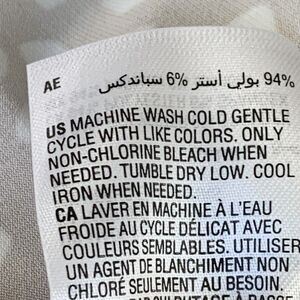 AE 94% بولي أستر 6% سباندكس
US MACHINE WASH COLD GENTLE
CYCLE WITH LIKE COLORS. ONLY
NON-CHLORINE BLEACH WHEN
NEEDED. TUMBLE DRY LOW. COOL
IRON WHEN NEEDED.
CA LAVER EN MACHINE À L'EAU
FROIDE AU CYCLE DÉLICAT AVEC
COULEURS SEMBLABLES. UTILISER
UN AGENT DE BLANCHIMENT NON
CHLORÉ SEULEMENT AU BESOIN.